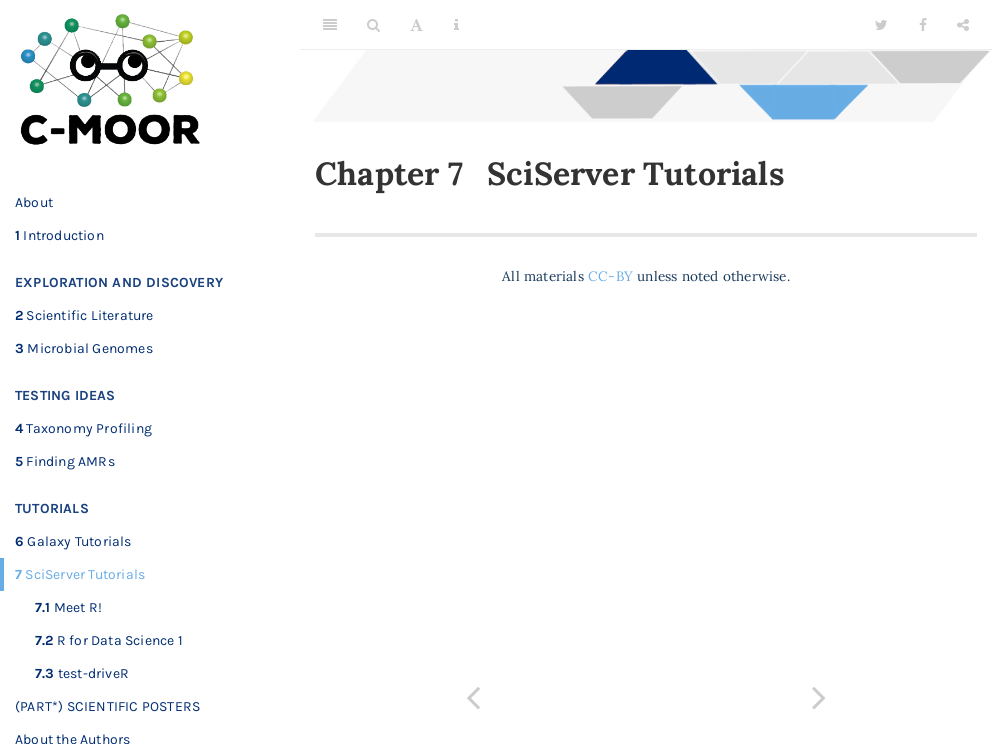 C-MOOR
About
1 Introduction
EXPLORATION AND DISCOVERY
2 Scientific Literature
3 Microbial Genomes
TESTING IDEAS
4 Taxonomy Profiling
5 Finding AMRs
TUTORIALS
6 Galaxy Tutorials
7 SciServer Tutorials
7.1 Meet R!
7.2 R for Data Science 1
7.3 test-driveR
(PART*) SCIENTIFIC POSTERS
About the Authors
A i
Chapter 7 SciServer Tutorials
All materials CC-BY unless noted otherwise.